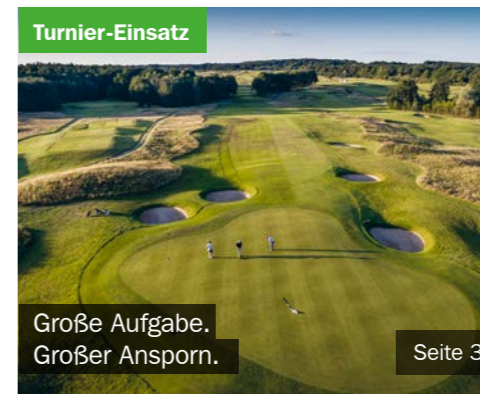 Turnier-Einsatz
Große Aufgabe.
Großer Ansporn.
Seite 3